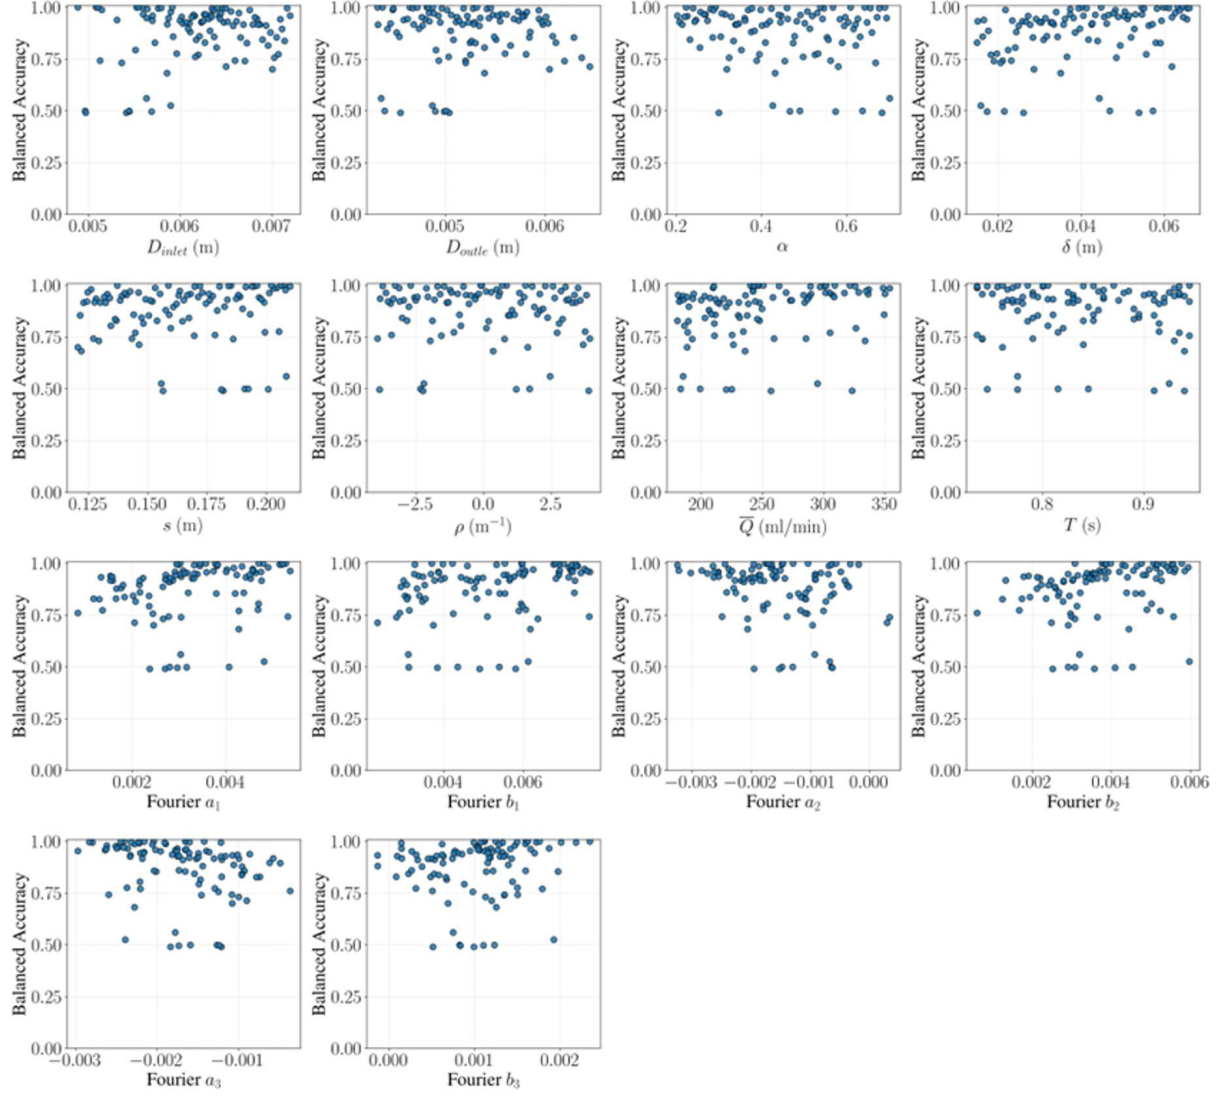 1.00
0.75
0.50
0.25
0.00
Balanced Accuracy
0.005 0.006 0.007
D_inlet (m)
1.00
0.75
0.50
0.25
0.00
Balanced Accuracy
0.005 0.006
D_outle (m)
1.00
0.75
0.50
0.25
0.00
Balanced Accuracy
0.2 0.4 0.6
α
1.00
0.75
0.50
0.25
0.00
Balanced Accuracy
0.02 0.04 0.06
δ (m)
1.00
0.75
0.50
0.25
0.00
Balanced Accuracy
0.125 0.150 0.175 0.200
s (m)
1.00
0.75
0.50
0.25
0.00
Balanced Accuracy
−2.5 0.0 2.5
ρ (m⁻¹)
1.00
0.75
0.50
0.25
0.00
Balanced Accuracy
200 250 300 350
Q̅ (ml/min)
1.00
0.75
0.50
0.25
0.00
Balanced Accuracy
0.8 0.9
T (s)
1.00
0.75
0.50
0.25
0.00
Balanced Accuracy
0.002 0.004
Fourier a₁
1.00
0.75
0.50
0.25
0.00
Balanced Accuracy
0.004 0.006
Fourier b₁
1.00
0.75
0.50
0.25
0.00
Balanced Accuracy
−0.003 −0.002 −0.001 0.000
Fourier a₂
1.00
0.75
0.50
0.25
0.00
Balanced Accuracy
0.002 0.004 0.006
Fourier b₂
1.00
0.75
0.50
0.25
0.00
Balanced Accuracy
−0.003 −0.002 −0.001
Fourier a₃
1.00
0.75
0.50
0.25
0.00
Balanced Accuracy
0.000 0.001 0.002
Fourier b₃